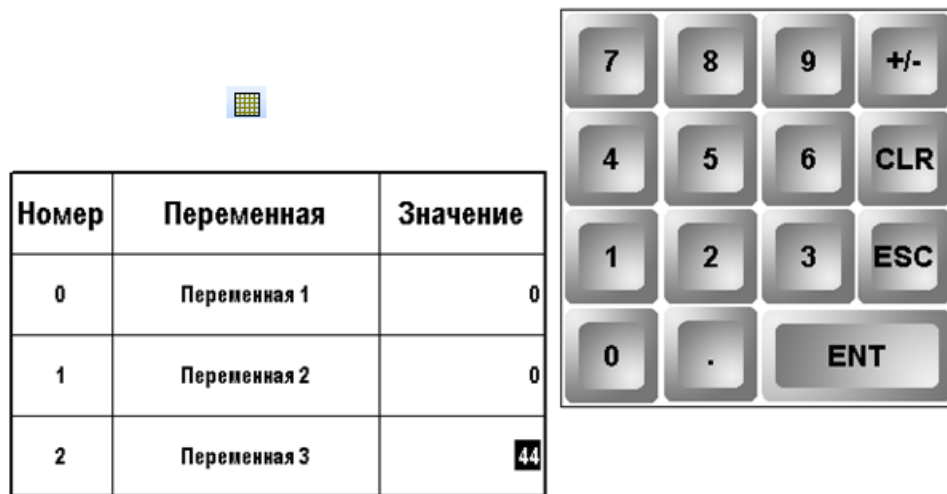 Номер Переменная Значение
0 Переменная 1 0
1 Переменная 2 0
2 Переменная 3 44
7 8 9 +/-
4 5 6 CLR
1 2 3 ESC
0 . ENT